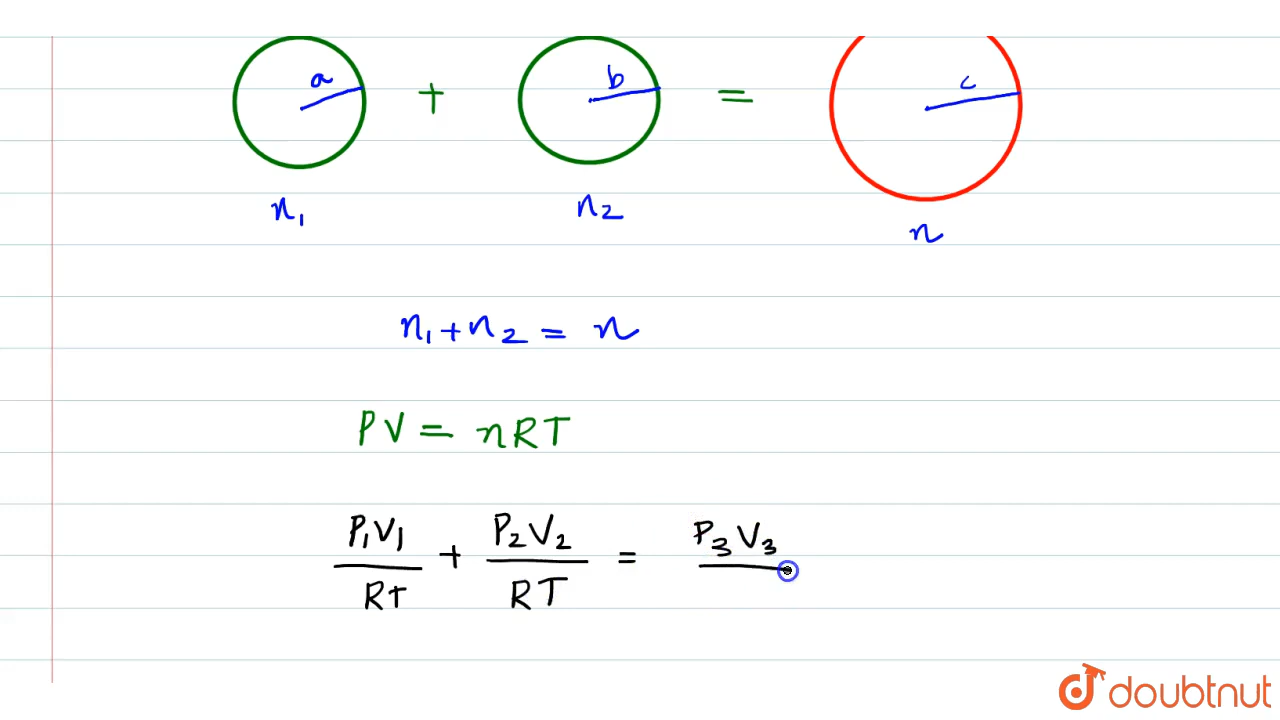 a + b = c
n₁ n₂ n
n₁ + n₂ = n
PV = nRT
P₁V₁/RT + P₂V₂/RT = P₃V₃/
doubtnut